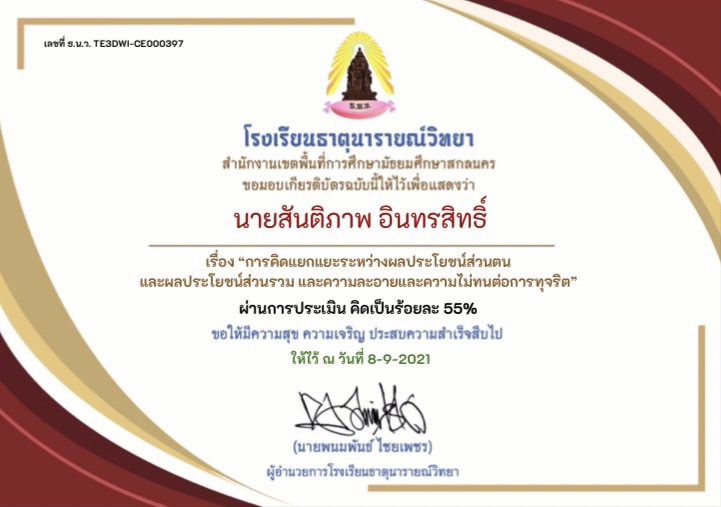 เลขที่ ธ.น.ว. TE3DWI-CE000397
ธ.น.ว.
โรงเรียนธาตุนารายณ์วิทยา
สำนักงานเขตพื้นที่การศึกษามัธยมศึกษาสกลนคร
ขอมอบเกียรติบัตรฉบับนี้ให้ไว้เพื่อแสดงว่า
นายสันติภาพ อินทรสิทธิ์
เรื่อง “การคิดแยกแยะระหว่างผลประโยชน์ส่วนตน
และผลประโยชน์ส่วนรวม และความละอายและความไม่ทนต่อการทุจริต”
ผ่านการประเมิน คิดเป็นร้อยละ 55%
ขอให้มีความสุข ความเจริญ ประสบความสำเร็จสืบไป
ให้ไว้ ณ วันที่ 8-9-2021
(นายพนมพันธ์ ไชยเพชร)
ผู้อำนวยการโรงเรียนธาตุนารายณ์วิทยา